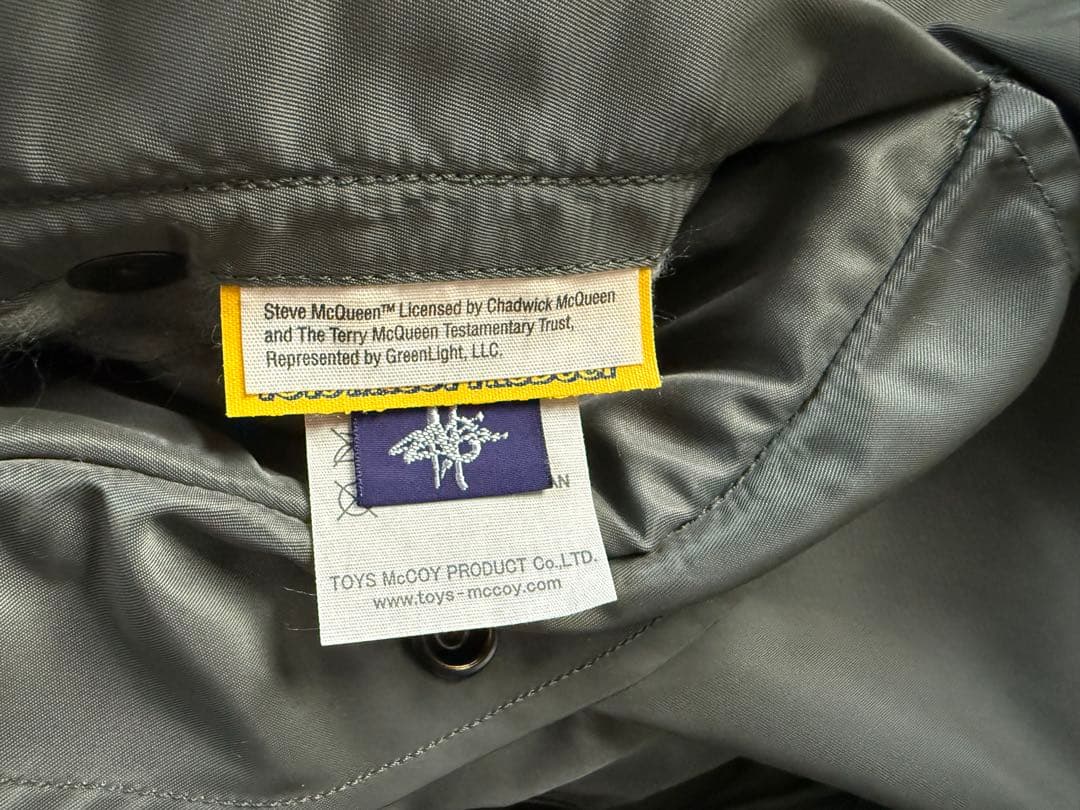 Steve McQueen™ Licensed by Chadwick McQueen
and The Terry McQueen Testamentary Trust,
Represented by GreenLight, LLC.
AN
TOYS McCOY PRODUCT Co.,LTD.
www.toys-mccoy.com